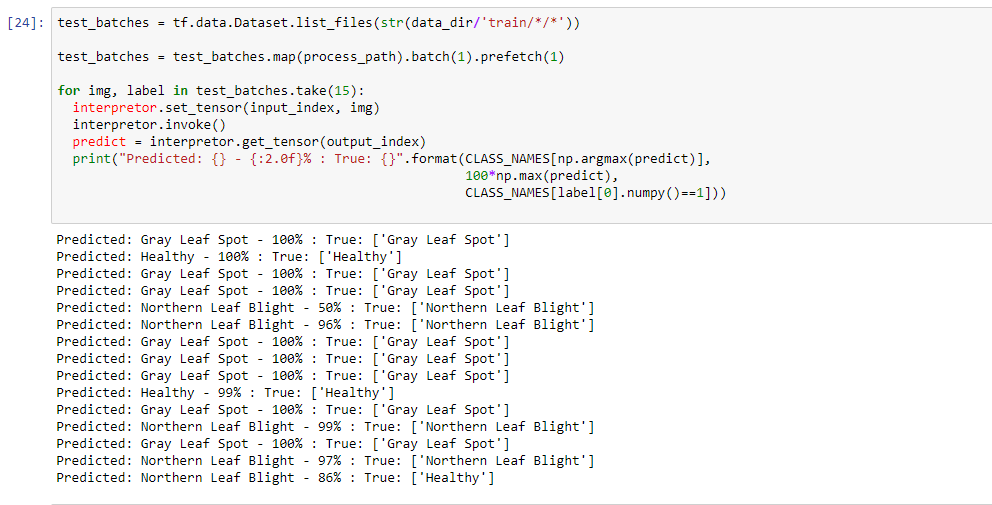 [24]: test_batches = tf.data.Dataset.list_files(str(data_dir/'train/*/*'))
test_batches = test_batches.map(process_path).batch(1).prefetch(1)
for img, label in test_batches.take(15):
  interpretor.set_tensor(input_index, img)
  interpretor.invoke()
  predict = interpretor.get_tensor(output_index)
  print("Predicted: {} - {:2.0f}% : True: {}".format(CLASS_NAMES[np.argmax(predict)],
                                                      100*np.max(predict),
                                                      CLASS_NAMES[label[0].numpy()==1]))
Predicted: Gray Leaf Spot - 100% : True: ['Gray Leaf Spot']
Predicted: Healthy - 100% : True: ['Healthy']
Predicted: Gray Leaf Spot - 100% : True: ['Gray Leaf Spot']
Predicted: Gray Leaf Spot - 100% : True: ['Gray Leaf Spot']
Predicted: Northern Leaf Blight - 50% : True: ['Northern Leaf Blight']
Predicted: Northern Leaf Blight - 96% : True: ['Northern Leaf Blight']
Predicted: Gray Leaf Spot - 100% : True: ['Gray Leaf Spot']
Predicted: Gray Leaf Spot - 100% : True: ['Gray Leaf Spot']
Predicted: Gray Leaf Spot - 100% : True: ['Gray Leaf Spot']
Predicted: Healthy - 99% : True: ['Healthy']
Predicted: Gray Leaf Spot - 100% : True: ['Gray Leaf Spot']
Predicted: Northern Leaf Blight - 99% : True: ['Northern Leaf Blight']
Predicted: Gray Leaf Spot - 100% : True: ['Gray Leaf Spot']
Predicted: Northern Leaf Blight - 97% : True: ['Northern Leaf Blight']
Predicted: Northern Leaf Blight - 86% : True: ['Healthy']